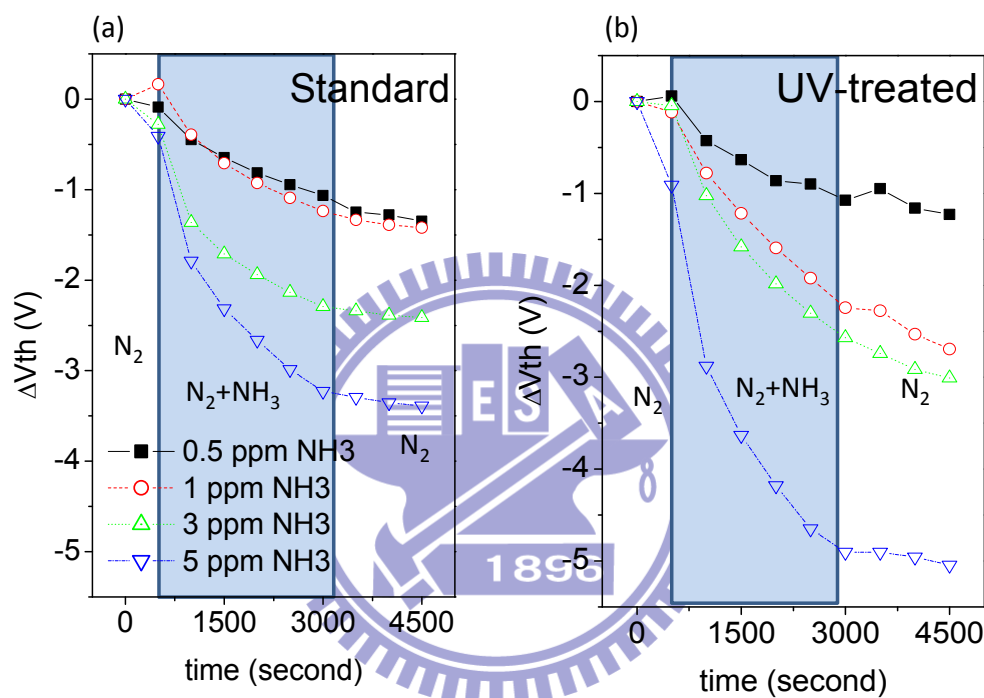 (a)
Standard
0
-1
-2
-3
-4
-5
ΔVth (V)
N₂
N₂+NH₃
N₂
0.5 ppm NH3
1 ppm NH3
3 ppm NH3
5 ppm NH3
0
1500
3000
4500
time (second)
(b)
UV-treated
0
-1
-2
-3
-4
-5
ΔVth (V)
N₂
N₂+NH₃
N₂
0
1500
3000
4500
time (second)
E S A
1896